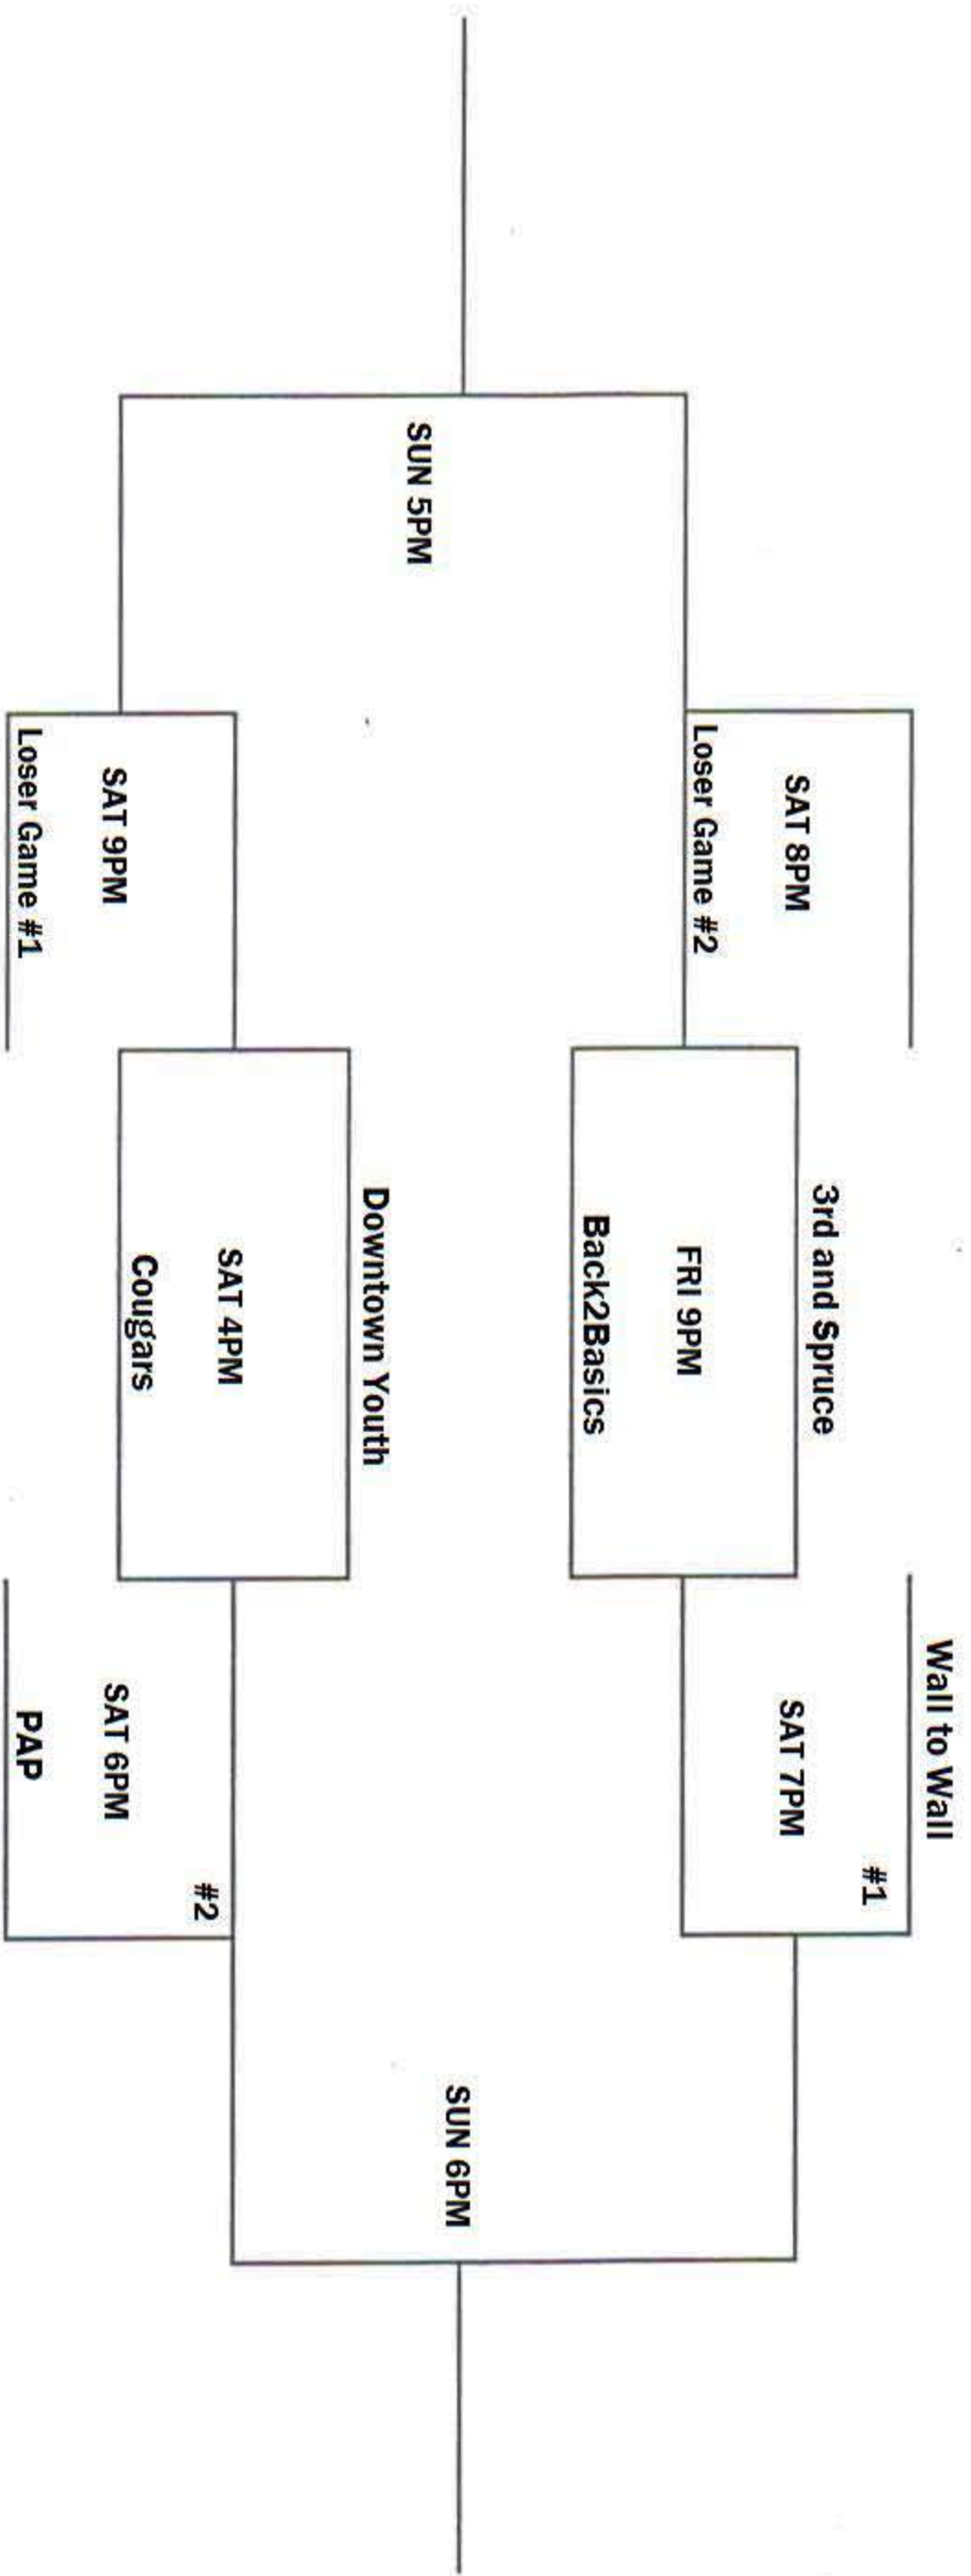 Wall to Wall
#1
3rd and Spruce
SAT 8PM
FRI 9PM
SAT 7PM
Loser Game #2
Back2Basics
SUN 5PM
SUN 6PM
Downtown Youth
SAT 4PM
#2
SAT 9PM
Cougars
SAT 6PM
Loser Game #1
PAP